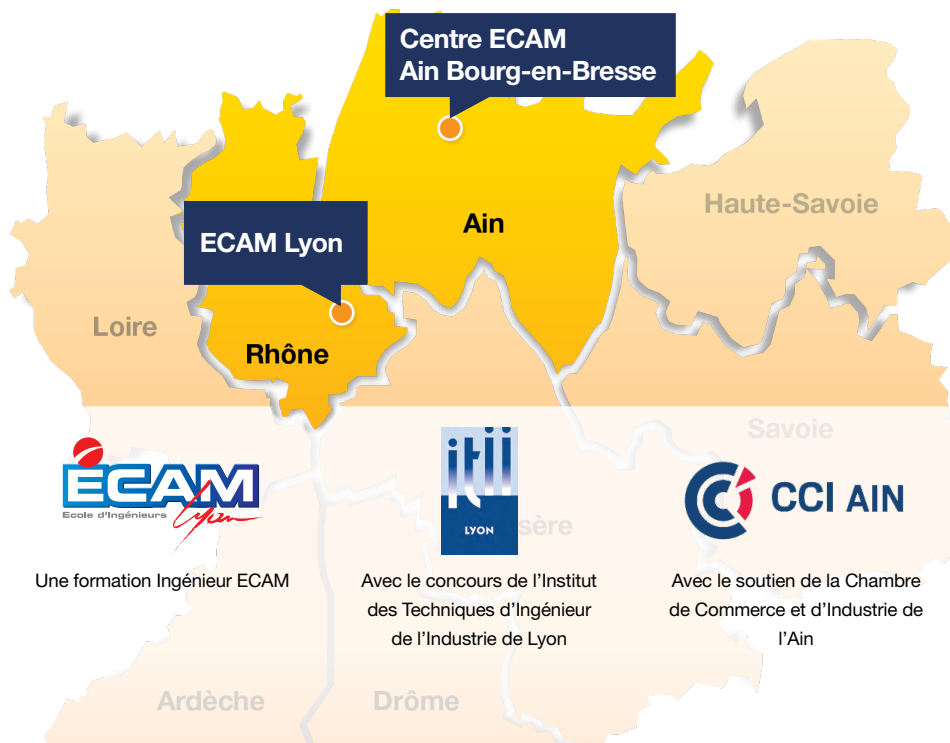 Centre ECAM
Ain Bourg-en-Bresse
Haute-Savoie
Ain
ECAM Lyon
Loire
Rhône
Savoie
ÉCAM
Ecole d'Ingénieurs
Lyon
itii
LYON
CCI AIN
Une formation Ingénieur ECAM
Avec le concours de l'Institut
des Techniques d'Ingénieur
de l'Industrie de Lyon
Avec le soutien de la Chambre
de Commerce et d'Industrie de
l'Ain
Ardèche
Drôme